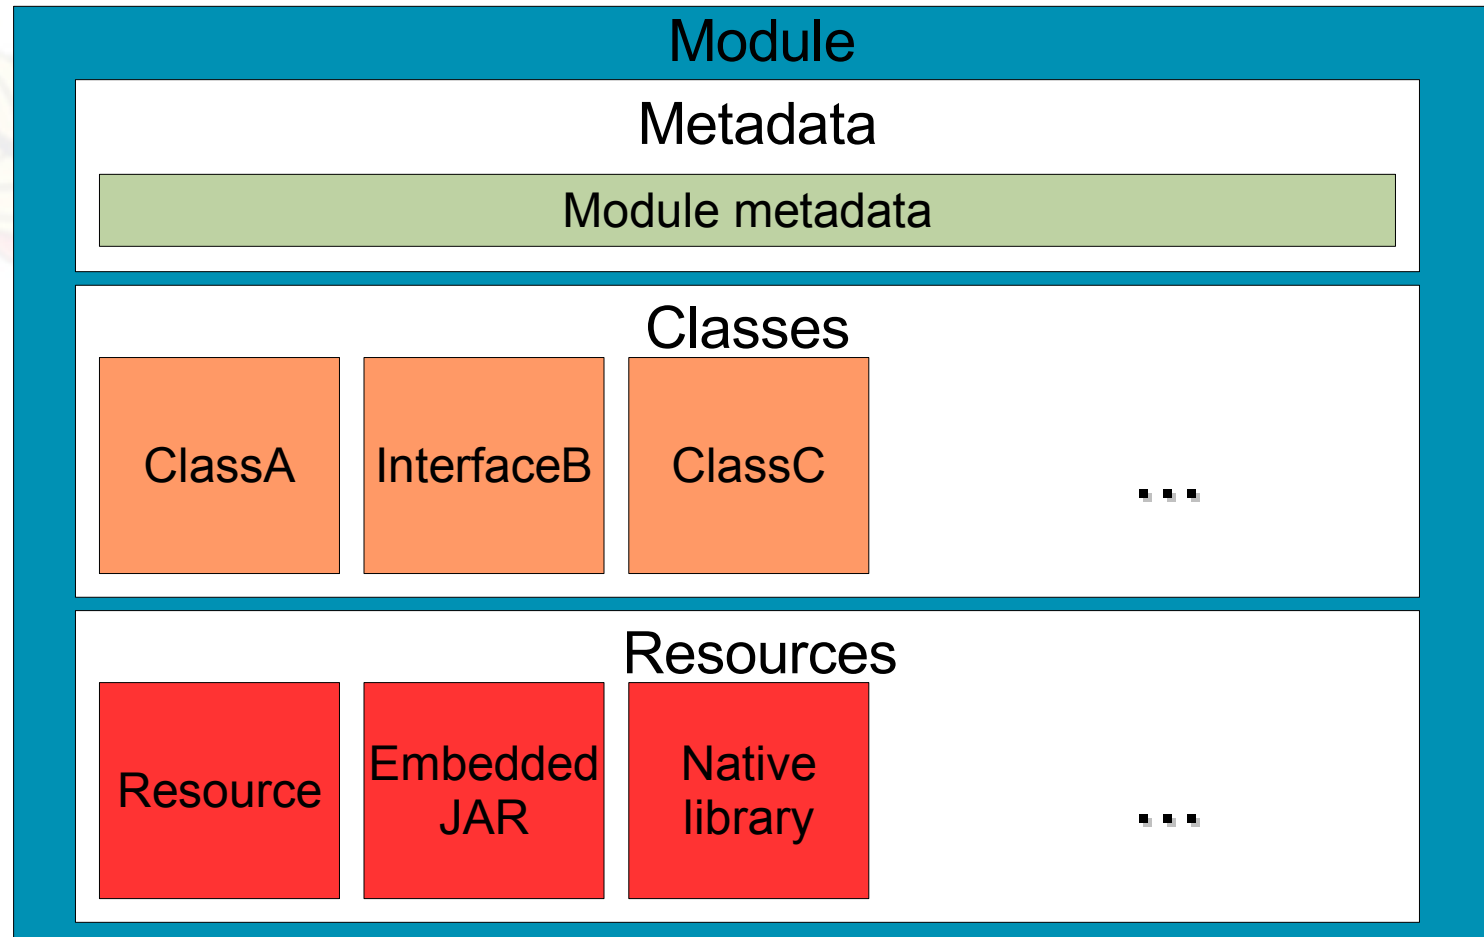 Module
Metadata
Module metadata
Classes
ClassA
InterfaceB
ClassC
...
Resources
Resource
Embedded
JAR
Native
library
...